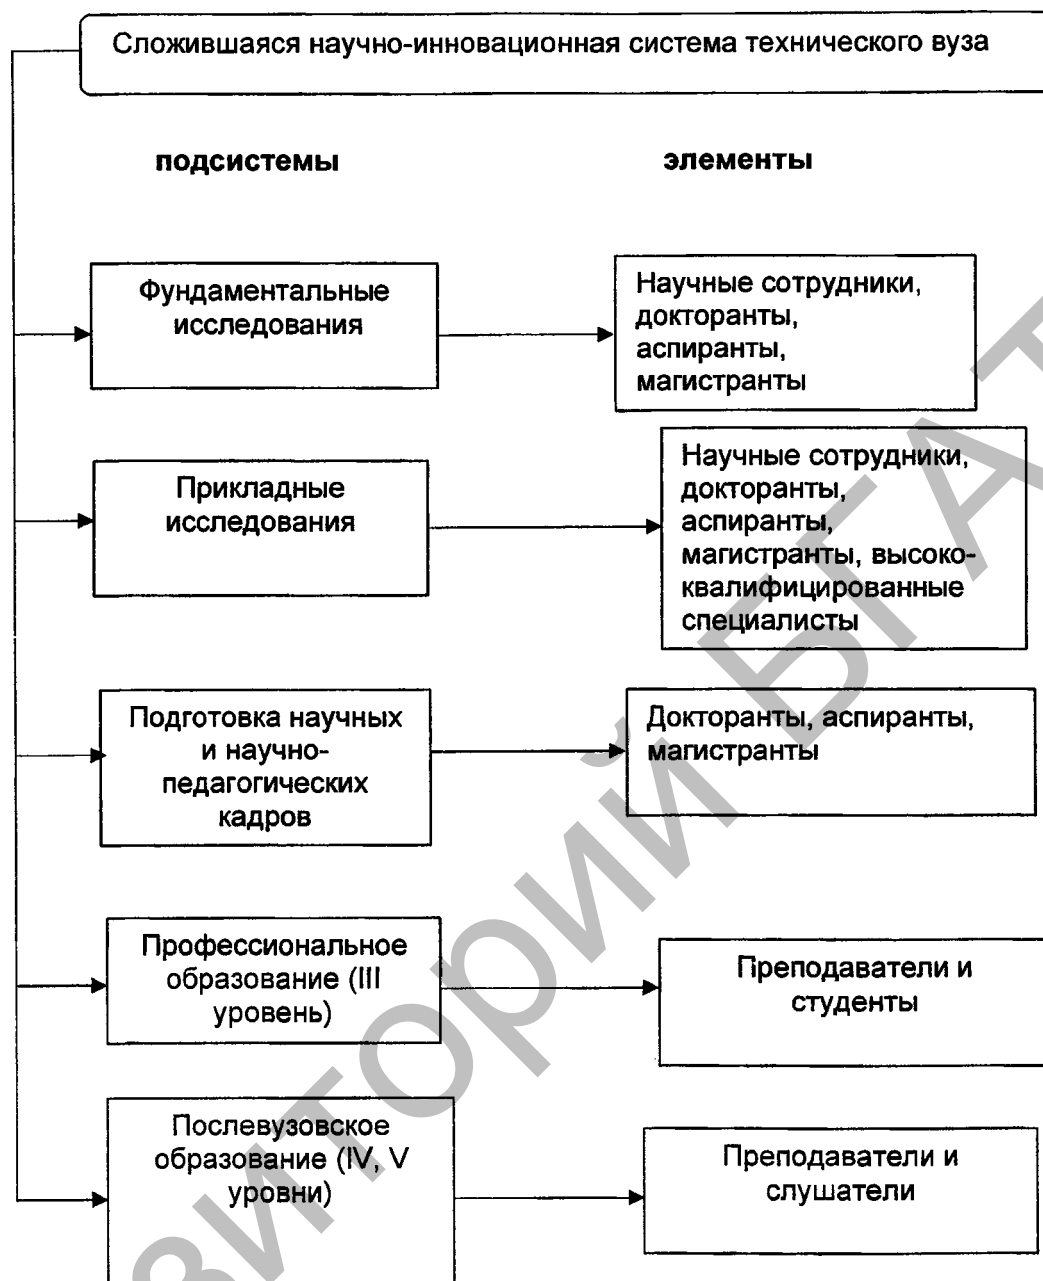 Сложившаяся научно-инновационная система технического вуза
подсистемы
элементы
Фундаментальные
исследования
Научные сотрудники,
докторанты,
аспиранты,
магистранты
Прикладные
исследования
Научные сотрудники,
докторанты,
аспиранты,
магистранты, высоко-
квалифицированные
специалисты
Подготовка научных
и научно-
педагогических
кадров
Докторанты, аспиранты,
магистранты
Профессиональное
образование (III
уровень)
Преподаватели и
студенты
Послевузовское
образование (IV, V
уровни)
Преподаватели и
слушатели